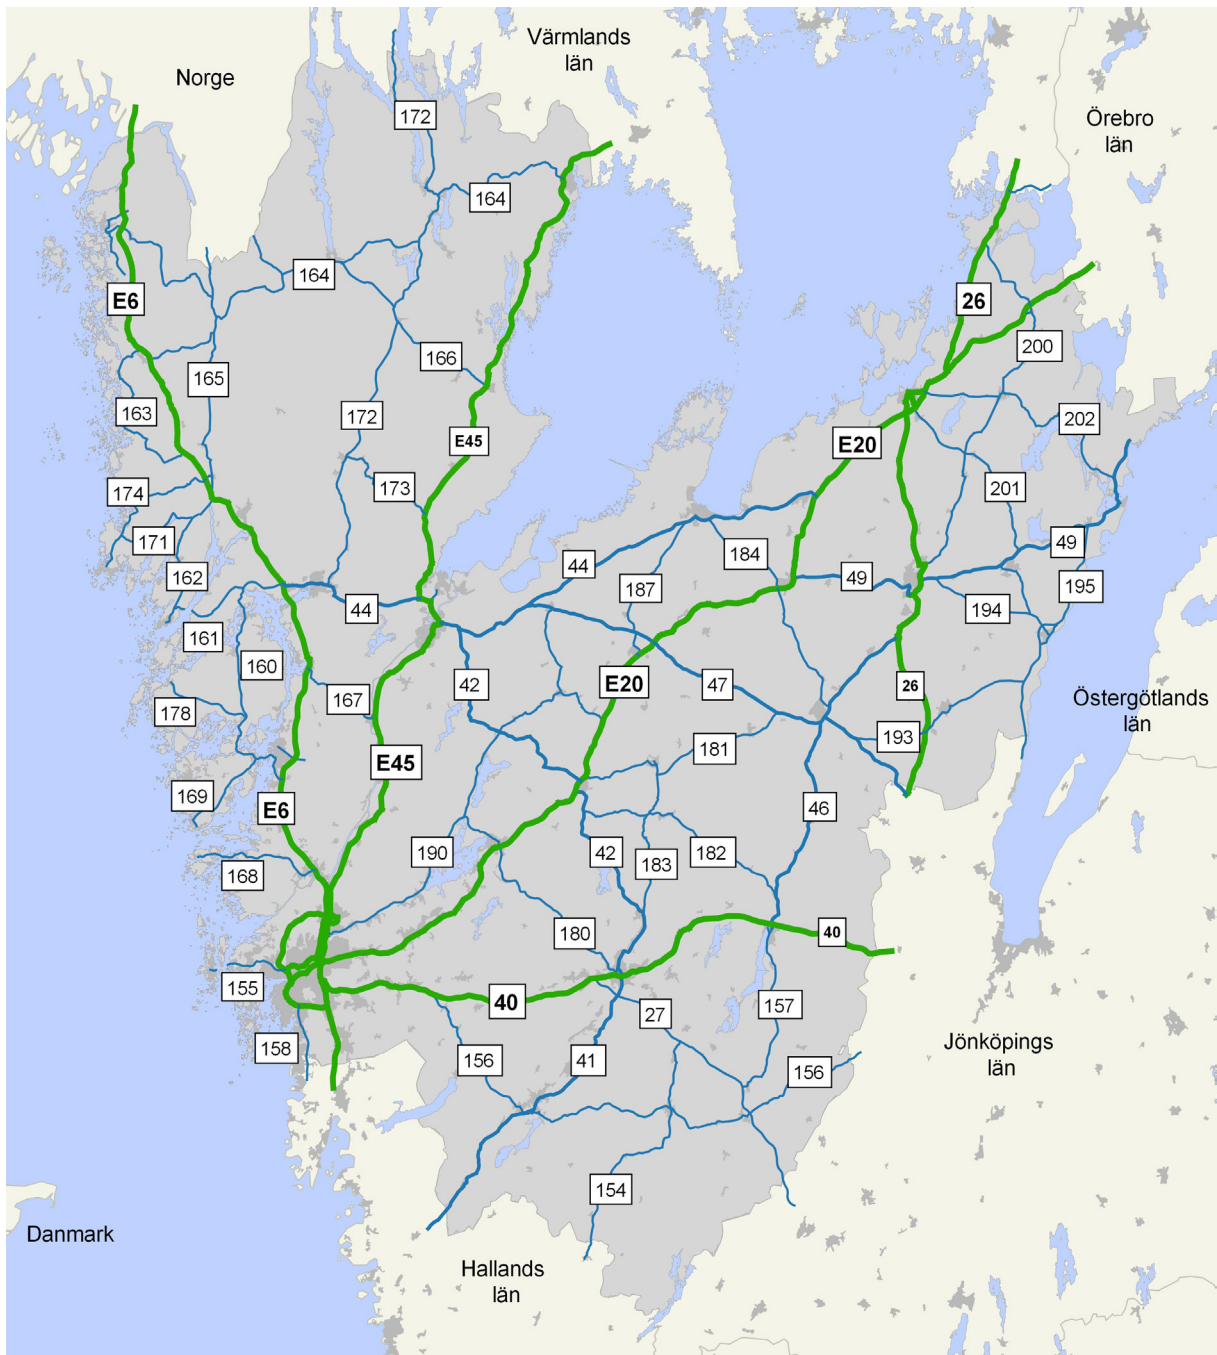 Värmlands
län
Norge
172
Örebro
län
164
164
E6
26
200
166
165
163
172
202
E45
E20
173
174
201
171
49
44
184
49
162
187
195
44
194
161
160
42
E20
47
26
167
Östergötlands
län
178
193
181
E45
169
E6
46
190
42
183
182
168
180
40
155
40
157
27
158
156
41
156
Jönköpings
län
154
Danmark
Hallands
län